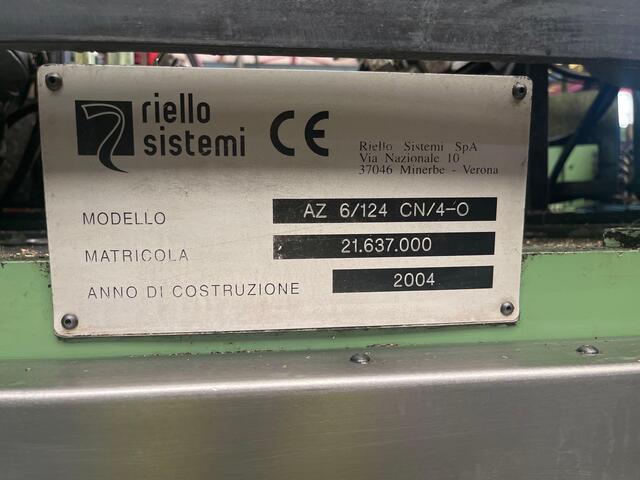 riello
sistemi
CE
Riello Sistemi SpA
Via Nazionale 10
37046 Minerbe - Verona
MODELLO AZ 6/124 CN/4-O
MATRICOLA 21.637.000
ANNO DI COSTRUZIONE 2004